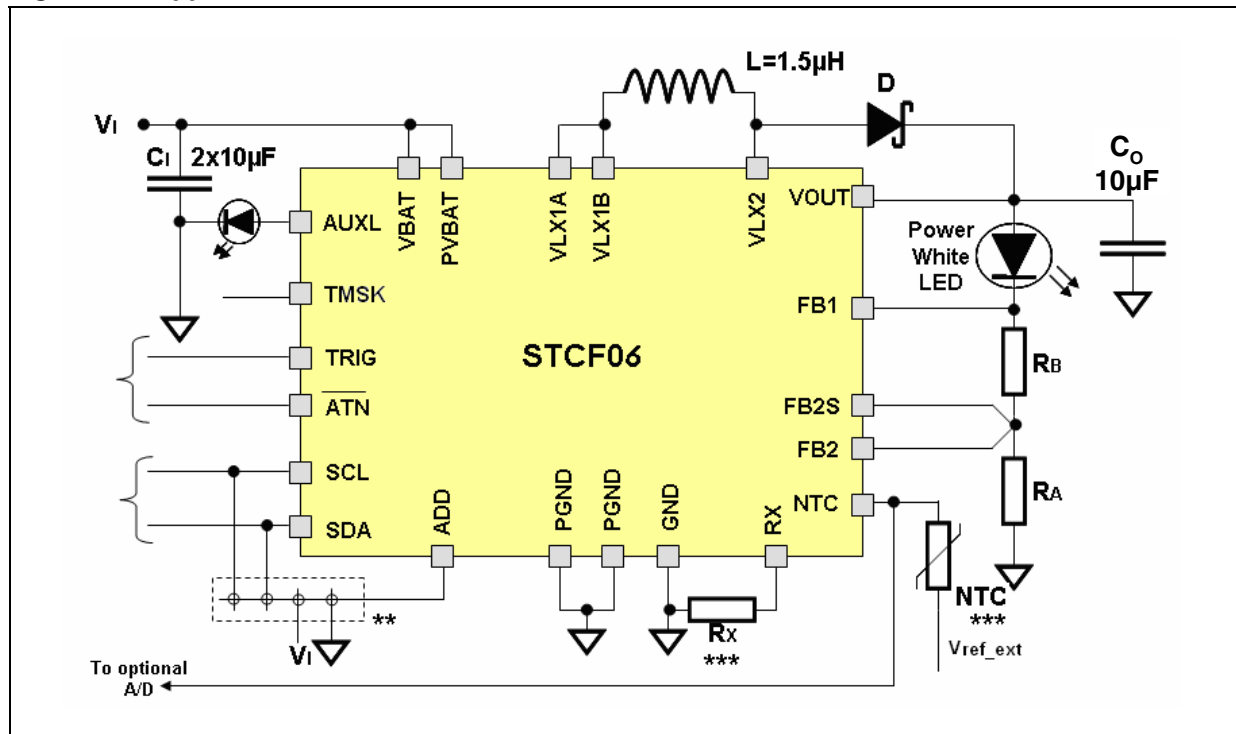 L=1.5µH
D
VI
CI 2x10µF
CO
10µF
VBAT
PVBAT
VLX1A
VLX1B
VLX2
VOUT
AUXL
Power
White
LED
TMSK
FB1
STCF06
TRIG
RB
ATN
FB2S
FB2
SCL
RA
NTC
SDA
ADD
PGND
PGND
GND
RX
NTC
***
**
RX
***
VI
Vref_ext
To optional
A/D